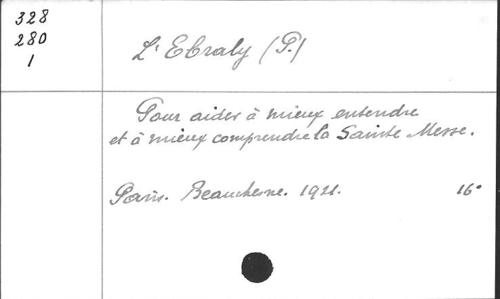 328
280
1
L'Ebraly (P.)
Pour aider à mieux entendre
et à mieux comprendre la Sainte Messe.
Paris. Beauchesne. 1921. 16°